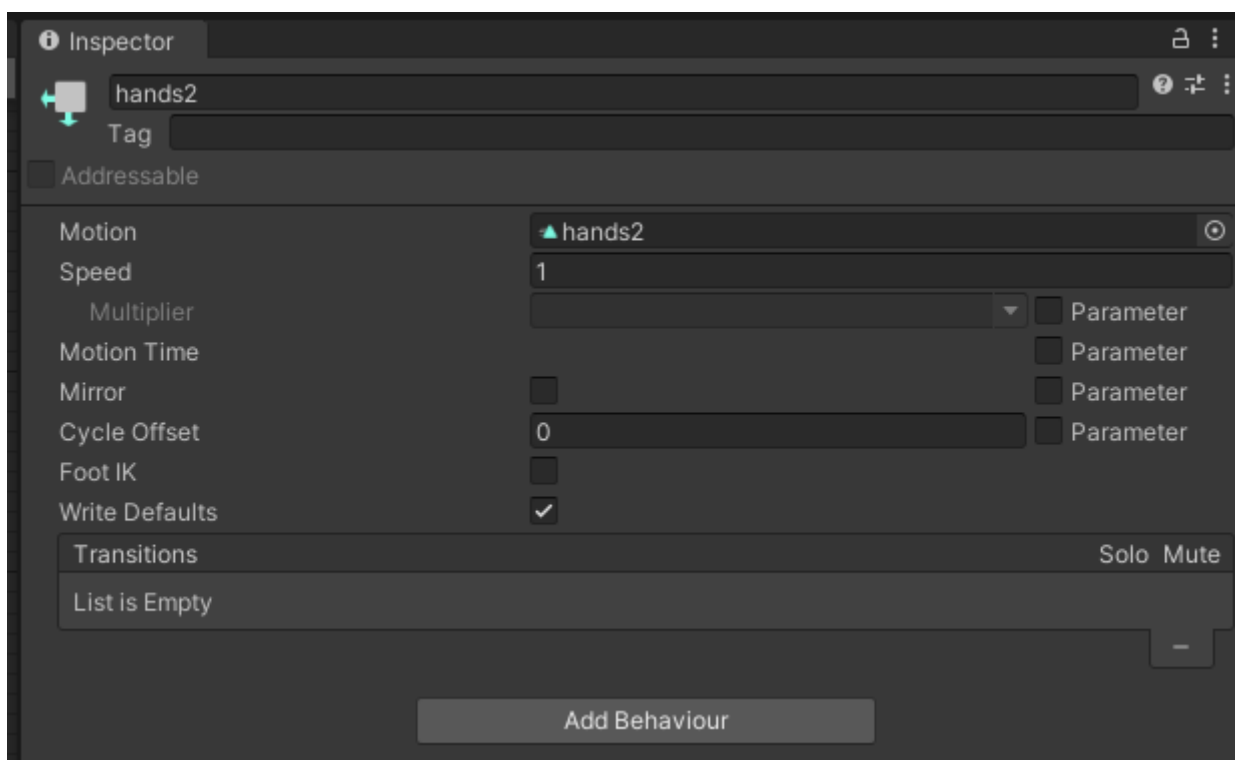 Inspector
hands2
Tag
Addressable
Motion hands2
Speed 1
Multiplier Parameter
Motion Time Parameter
Mirror Parameter
Cycle Offset 0 Parameter
Foot IK
Write Defaults
Transitions Solo Mute
List is Empty
Add Behaviour